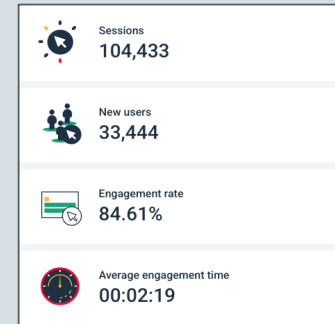 Sessions
104,433
New users
33,444
Engagement rate
84.61%
Average engagement time
00:02:19